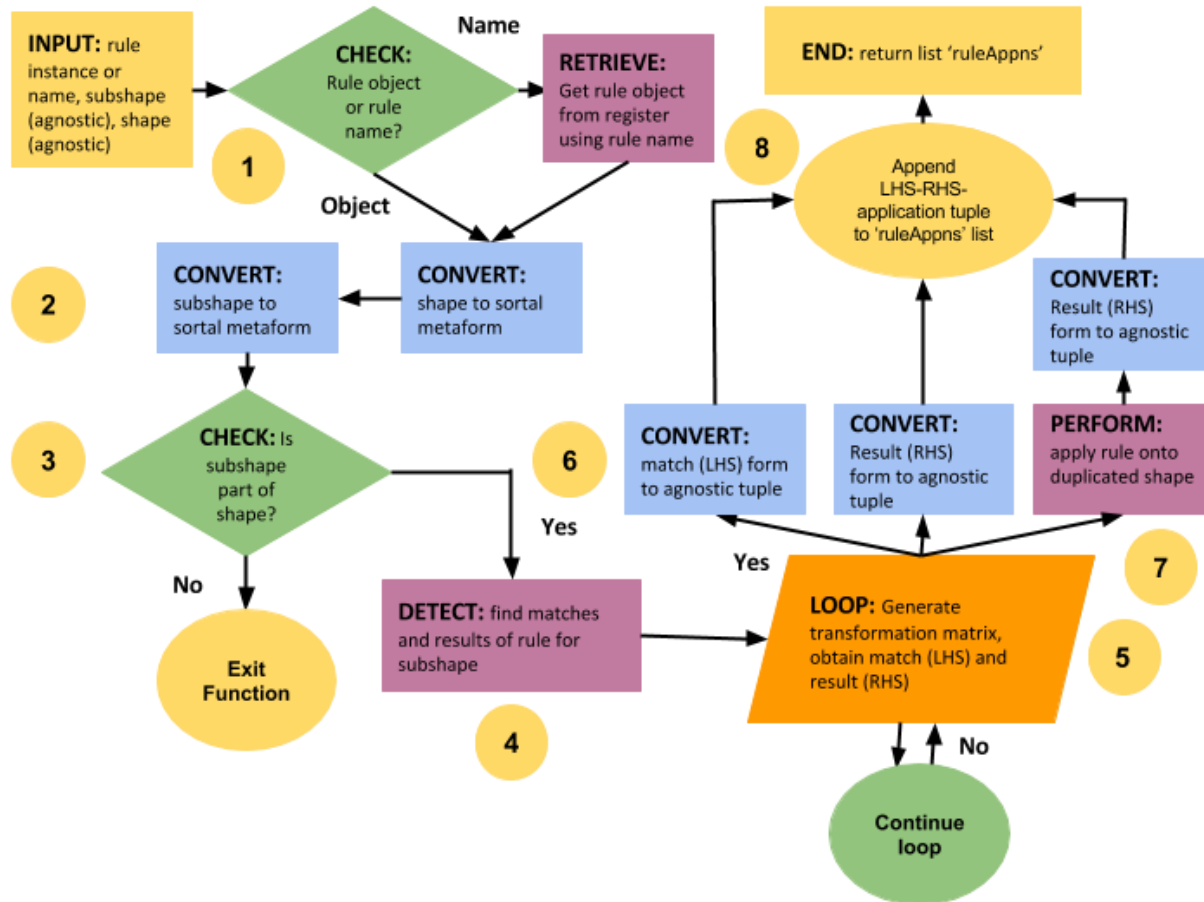 INPUT: rule
instance or
name, subshape
(agnostic), shape
(agnostic)
1
CHECK:
Rule object
or rule
name?
Name
Object
RETRIEVE:
Get rule object
from register
using rule name
2
CONVERT:
shape to sortal
metaform
CONVERT:
subshape to
sortal metaform
3
CHECK: Is
subshape
part of
shape?
No
Exit
Function
Yes
DETECT: find matches
and results of rule for
subshape
4
LOOP: Generate
transformation matrix,
obtain match (LHS) and
result (RHS)
5
No
Continue
loop
Yes
6
CONVERT:
match (LHS) form
to agnostic tuple
CONVERT:
Result (RHS)
form to agnostic
tuple
PERFORM:
apply rule onto
duplicated shape
7
CONVERT:
Result (RHS)
form to agnostic
tuple
8
Append
LHS-RHS-
application tuple
to 'ruleAppns' list
END: return list 'ruleAppns'